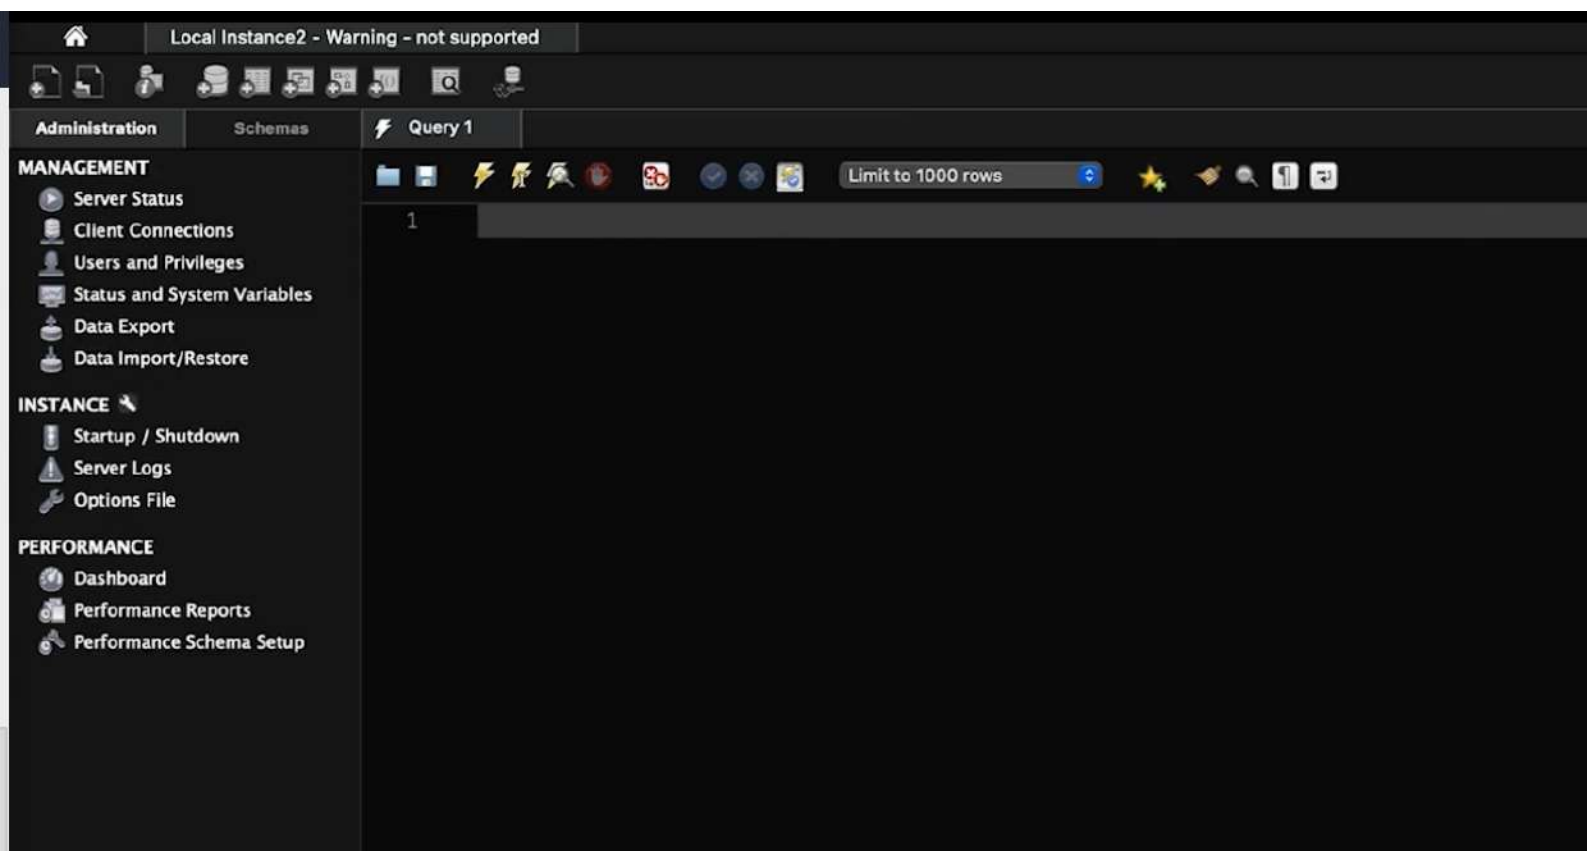 Local Instance2 - Warning - not supported
Administration
Schemas
Query 1
MANAGEMENT
Server Status
Client Connections
Users and Privileges
Status and System Variables
Data Export
Data Import/Restore
INSTANCE
Startup / Shutdown
Server Logs
Options File
PERFORMANCE
Dashboard
Performance Reports
Performance Schema Setup
Limit to 1000 rows
1